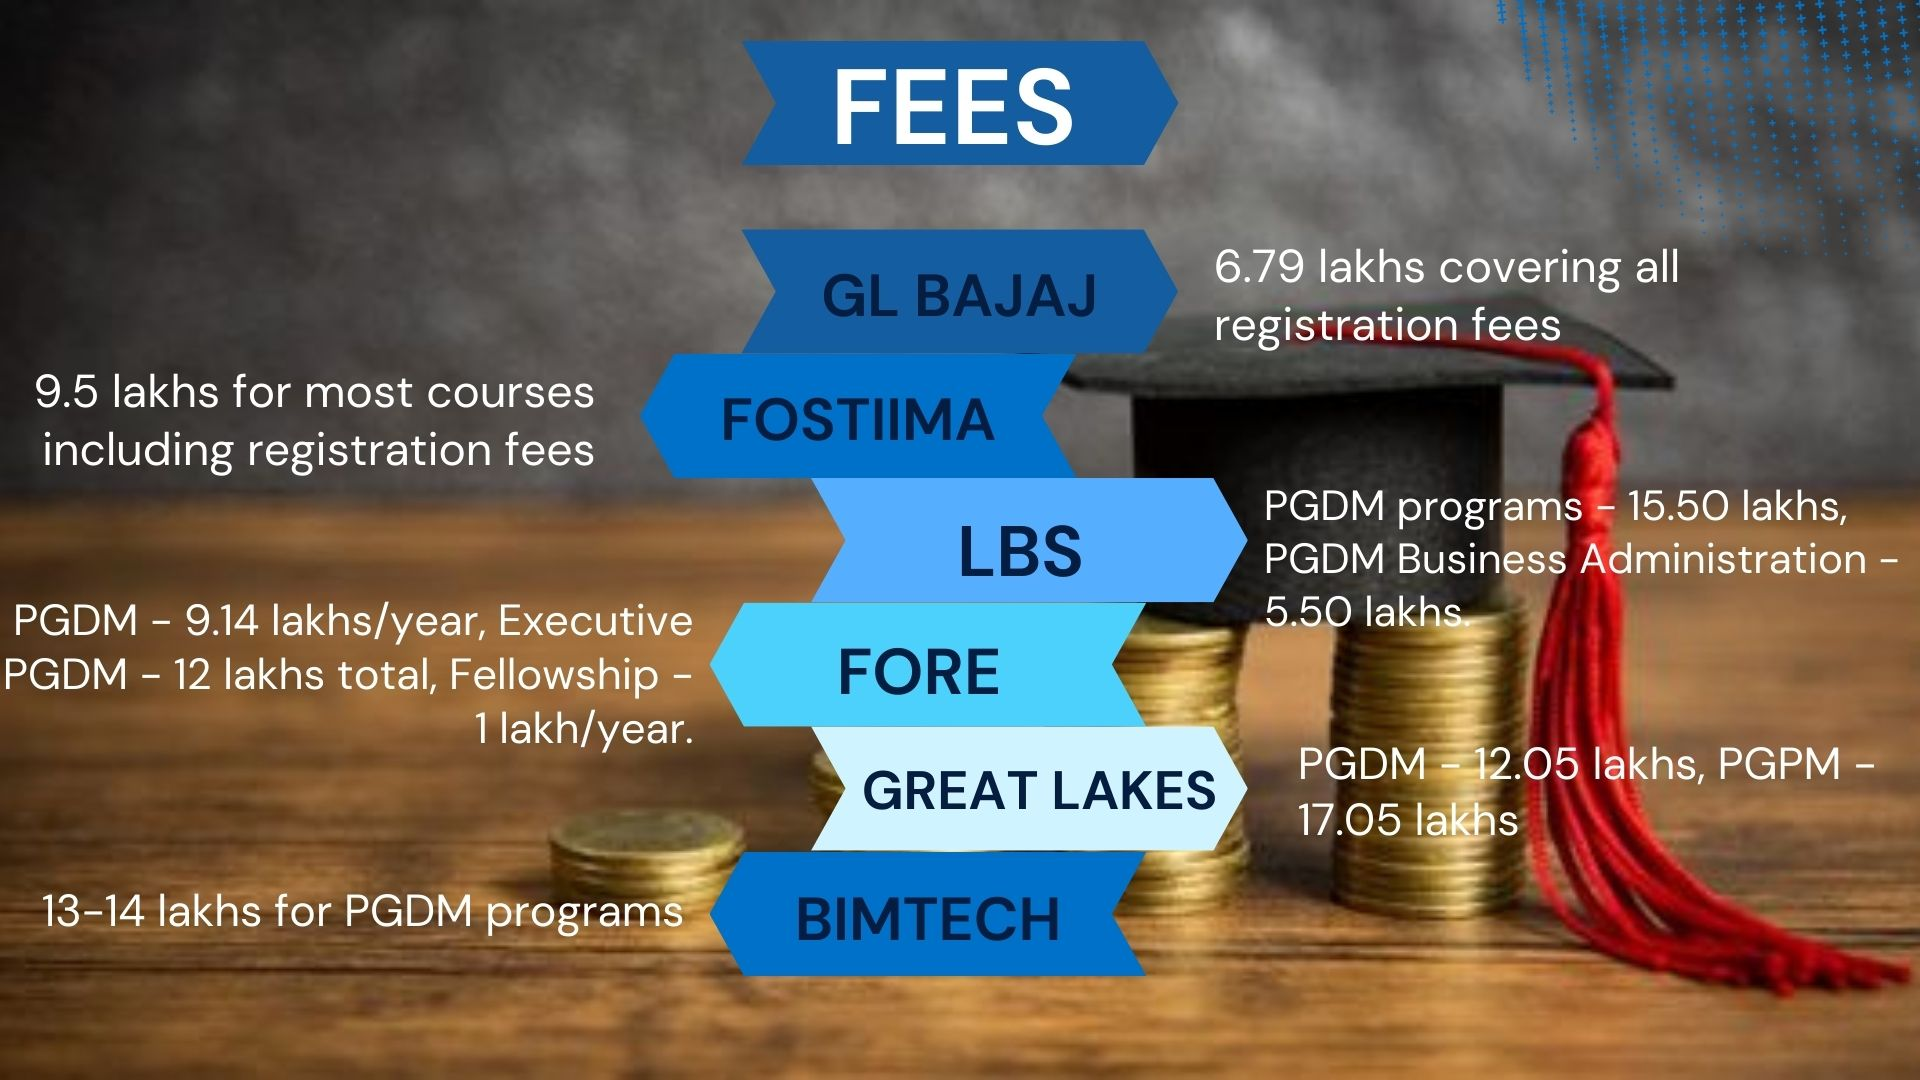 FEES
GL BAJAJ
6.79 lakhs covering all
registration fees
9.5 lakhs for most courses
including registration fees
FOSTIIMA
LBS
PGDM programs - 15.50 lakhs,
PGDM Business Administration -
5.50 lakhs.
PGDM - 9.14 lakhs/year, Executive
PGDM - 12 lakhs total, Fellowship -
1 lakh/year.
FORE
GREAT LAKES
PGDM - 12.05 lakhs, PGPM -
17.05 lakhs
13-14 lakhs for PGDM programs
BIMTECH